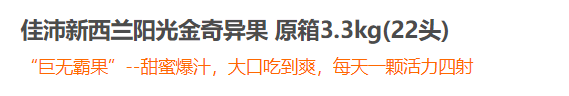 佳沛新西兰阳光金奇异果 原箱3.3kg(22头)
“巨无霸果”--甜蜜爆汁，大口吃到爽，每天一颗活力四射